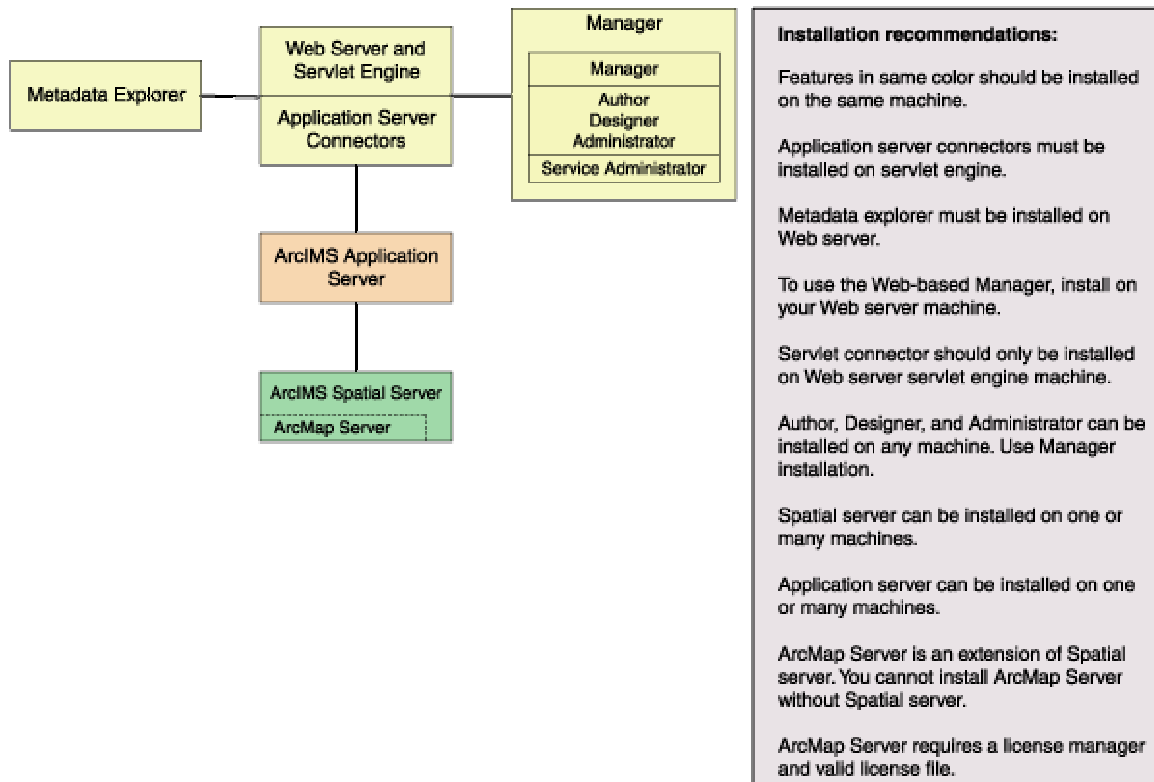 Metadata Explorer
Web Server and
Servlet Engine
Application Server
Connectors
Manager
Manager
Author
Designer
Administrator
Service Administrator
ArcIMS Application
Server
ArcIMS Spatial Server
ArcMap Server
Installation recommendations:
Features in same color should be installed
on the same machine.
Application server connectors must be
installed on servlet engine.
Metadata explorer must be installed on
Web server.
To use the Web-based Manager, install on
your Web server machine.
Servlet connector should only be installed
on Web server servlet engine machine.
Author, Designer, and Administrator can be
installed on any machine. Use Manager
installation.
Spatial server can be installed on one or
many machines.
Application server can be installed on one
or many machines.
ArcMap Server is an extension of Spatial
server. You cannot install ArcMap Server
without Spatial server.
ArcMap Server requires a license manager
and valid license file.